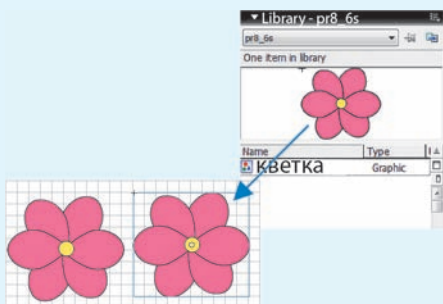 Library - pr8_6s
pr8_6s
One item in library
Name Type
кветка Graphic